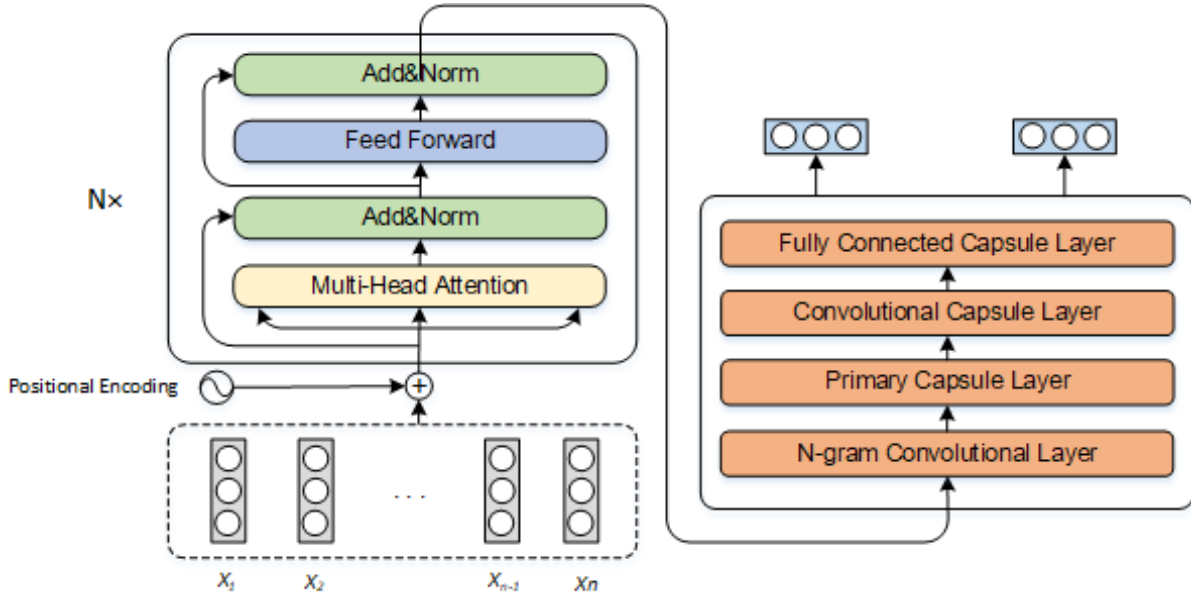 Add&Norm
Feed Forward
N×
Add&Norm
Multi-Head Attention
Positional Encoding
+
. . .
X1
X2
Xn-1
Xn
Fully Connected Capsule Layer
Convolutional Capsule Layer
Primary Capsule Layer
N-gram Convolutional Layer